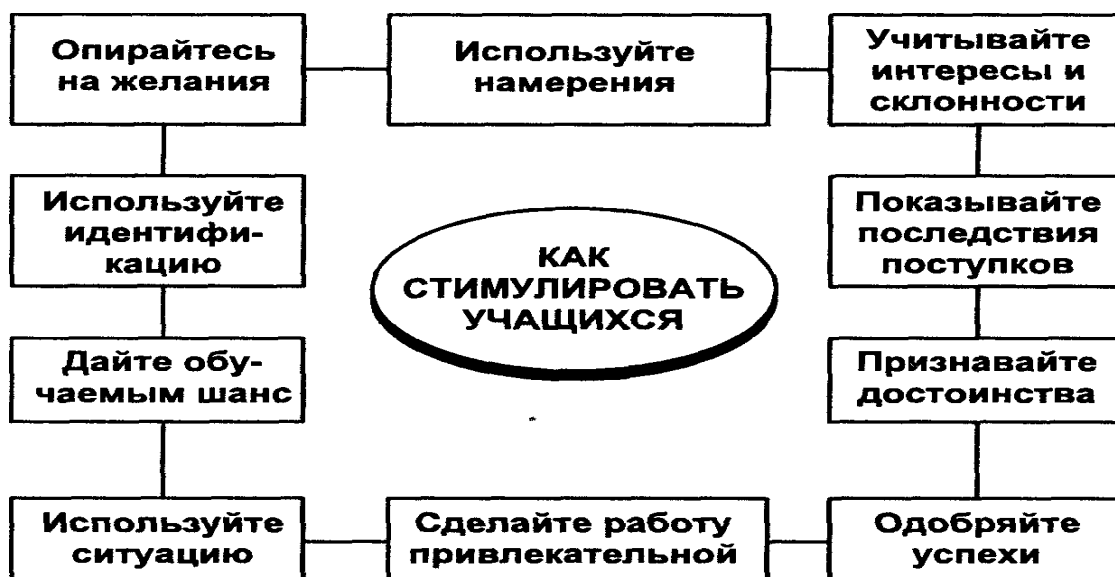 Опирайтесь
на желания
Используйте
намерения
Учитывайте
интересы и
склонности
Используйте
идентифи-
кацию
КАК
СТИМУЛИРОВАТЬ
УЧАЩИХСЯ
Показывайте
последствия
поступков
Дайте обу-
чаемым шанс
Признавайте
достоинства
Используйте
ситуацию
Сделайте работу
привлекательной
Одобряйте
успехи